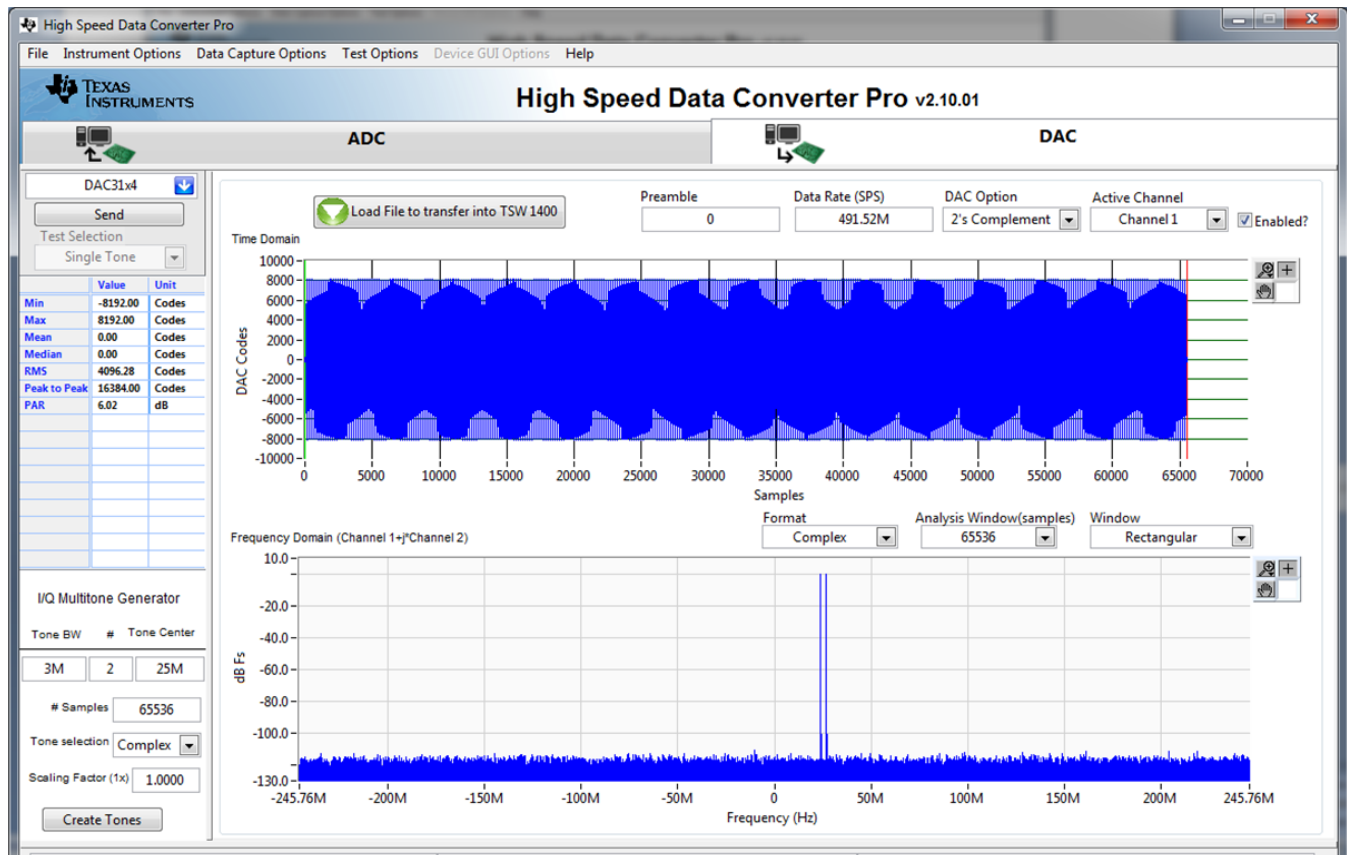 High Speed Data Converter Pro
File Instrument Options Data Capture Options Test Options Device GUI Options Help
TEXAS INSTRUMENTS
High Speed Data Converter Pro v2.10.01
ADC
DAC
DAC31x4
Send
Test Selection
Single Tone
Value Unit
Min -8192.00 Codes
Max 8192.00 Codes
Mean 0.00 Codes
Median 0.00 Codes
RMS 4096.28 Codes
Peak to Peak 16384.00 Codes
PAR 6.02 dB
I/Q Multitone Generator
Tone BW # Tone Center
3M 2 25M
# Samples 65536
Tone selection Complex
Scaling Factor (1x) 1.0000
Create Tones
Load File to transfer into TSW 1400
Preamble Data Rate (SPS) DAC Option Active Channel
0 491.52M 2's Complement Channel 1 Enabled?
Time Domain
DAC Codes
10000
8000
6000
4000
2000
0
-2000
-4000
-6000
-8000
-10000
0 5000 10000 15000 20000 25000 30000 35000 40000 45000 50000 55000 60000 65000 70000
Samples
Format Analysis Window(samples) Window
Complex 65536 Rectangular
Frequency Domain (Channel 1+j*Channel 2)
dB Fs
10.0
-20.0
-40.0
-60.0
-80.0
-100.0
-130.0
-245.76M -200M -150M -100M -50M 0 50M 100M 150M 200M 245.76M
Frequency (Hz)